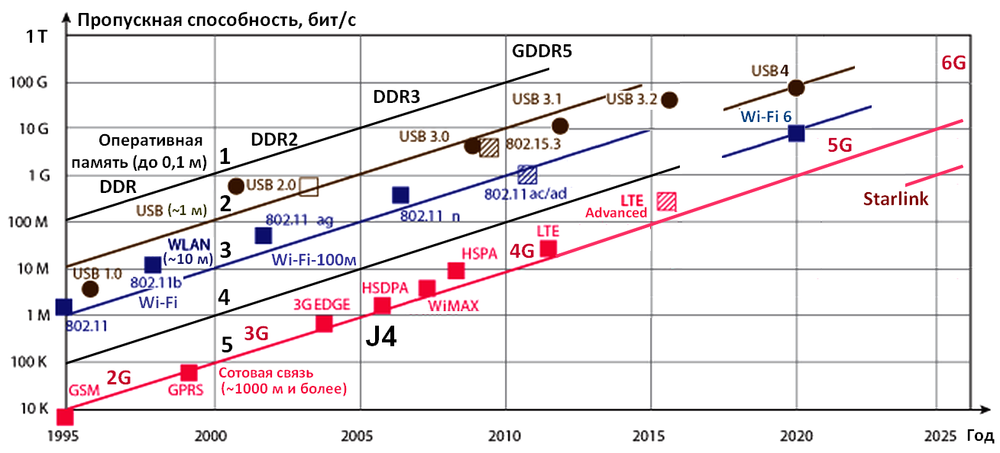 Пропускная способность, бит/с
1 T
GDDR5
6G
100 G
USB 4
DDR3
USB 3.1
USB 3.2
Wi-Fi 6
10 G
Оперативная
память (до 0,1 м)
1
DDR2
USB 3.0
802.15.3
5G
1 G
DDR
USB 2.0
802.11 ac/ad
USB (~1 м)
2
LTE
Advanced
Starlink
100 M
802.11 ag
802.11 n
WLAN
(~10 м)
3
Wi-Fi-100м
LTE
4G
HSPA
10 M
USB 1.0
802.11b
Wi-Fi
4
HSDPA
WiMAX
3G EDGE
1 M
802.11
5
3G
J4
100 K
2G
GSM
GPRS
Сотовая связь
(~1000 м и более)
10 K
1995
2000
2005
2010
2015
2020
2025
Год